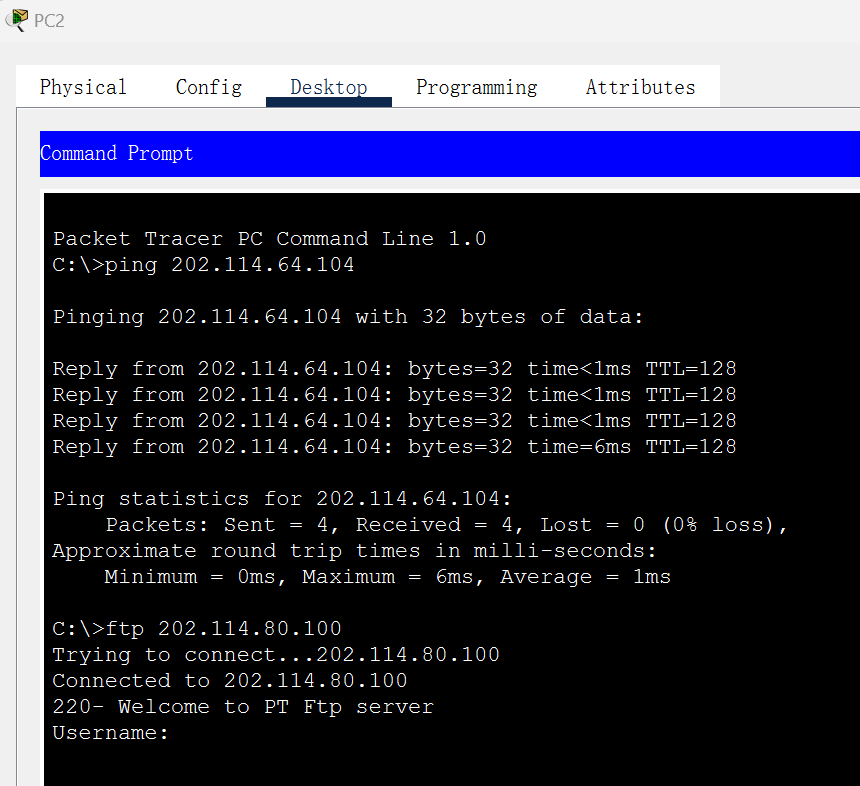 PC2
Physical Config Desktop Programming Attributes
Command Prompt
Packet Tracer PC Command Line 1.0
C:\>ping 202.114.64.104
Pinging 202.114.64.104 with 32 bytes of data:
Reply from 202.114.64.104: bytes=32 time<1ms TTL=128
Reply from 202.114.64.104: bytes=32 time<1ms TTL=128
Reply from 202.114.64.104: bytes=32 time<1ms TTL=128
Reply from 202.114.64.104: bytes=32 time=6ms TTL=128
Ping statistics for 202.114.64.104:
    Packets: Sent = 4, Received = 4, Lost = 0 (0% loss),
Approximate round trip times in milli-seconds:
    Minimum = 0ms, Maximum = 6ms, Average = 1ms
C:\>ftp 202.114.80.100
Trying to connect...202.114.80.100
Connected to 202.114.80.100
220- Welcome to PT Ftp server
Username: